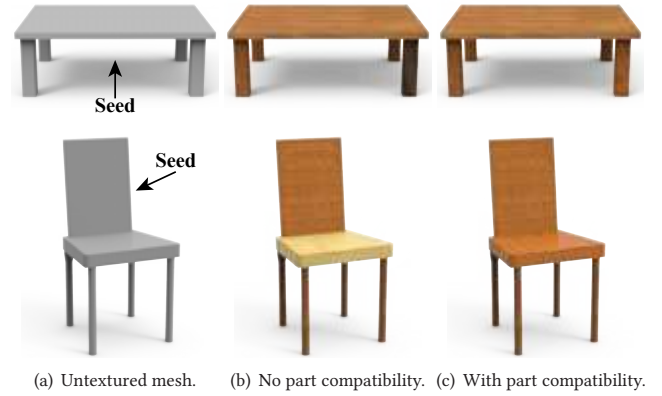 Seed
Seed
(a) Untextured mesh. (b) No part compatibility. (c) With part compatibility.